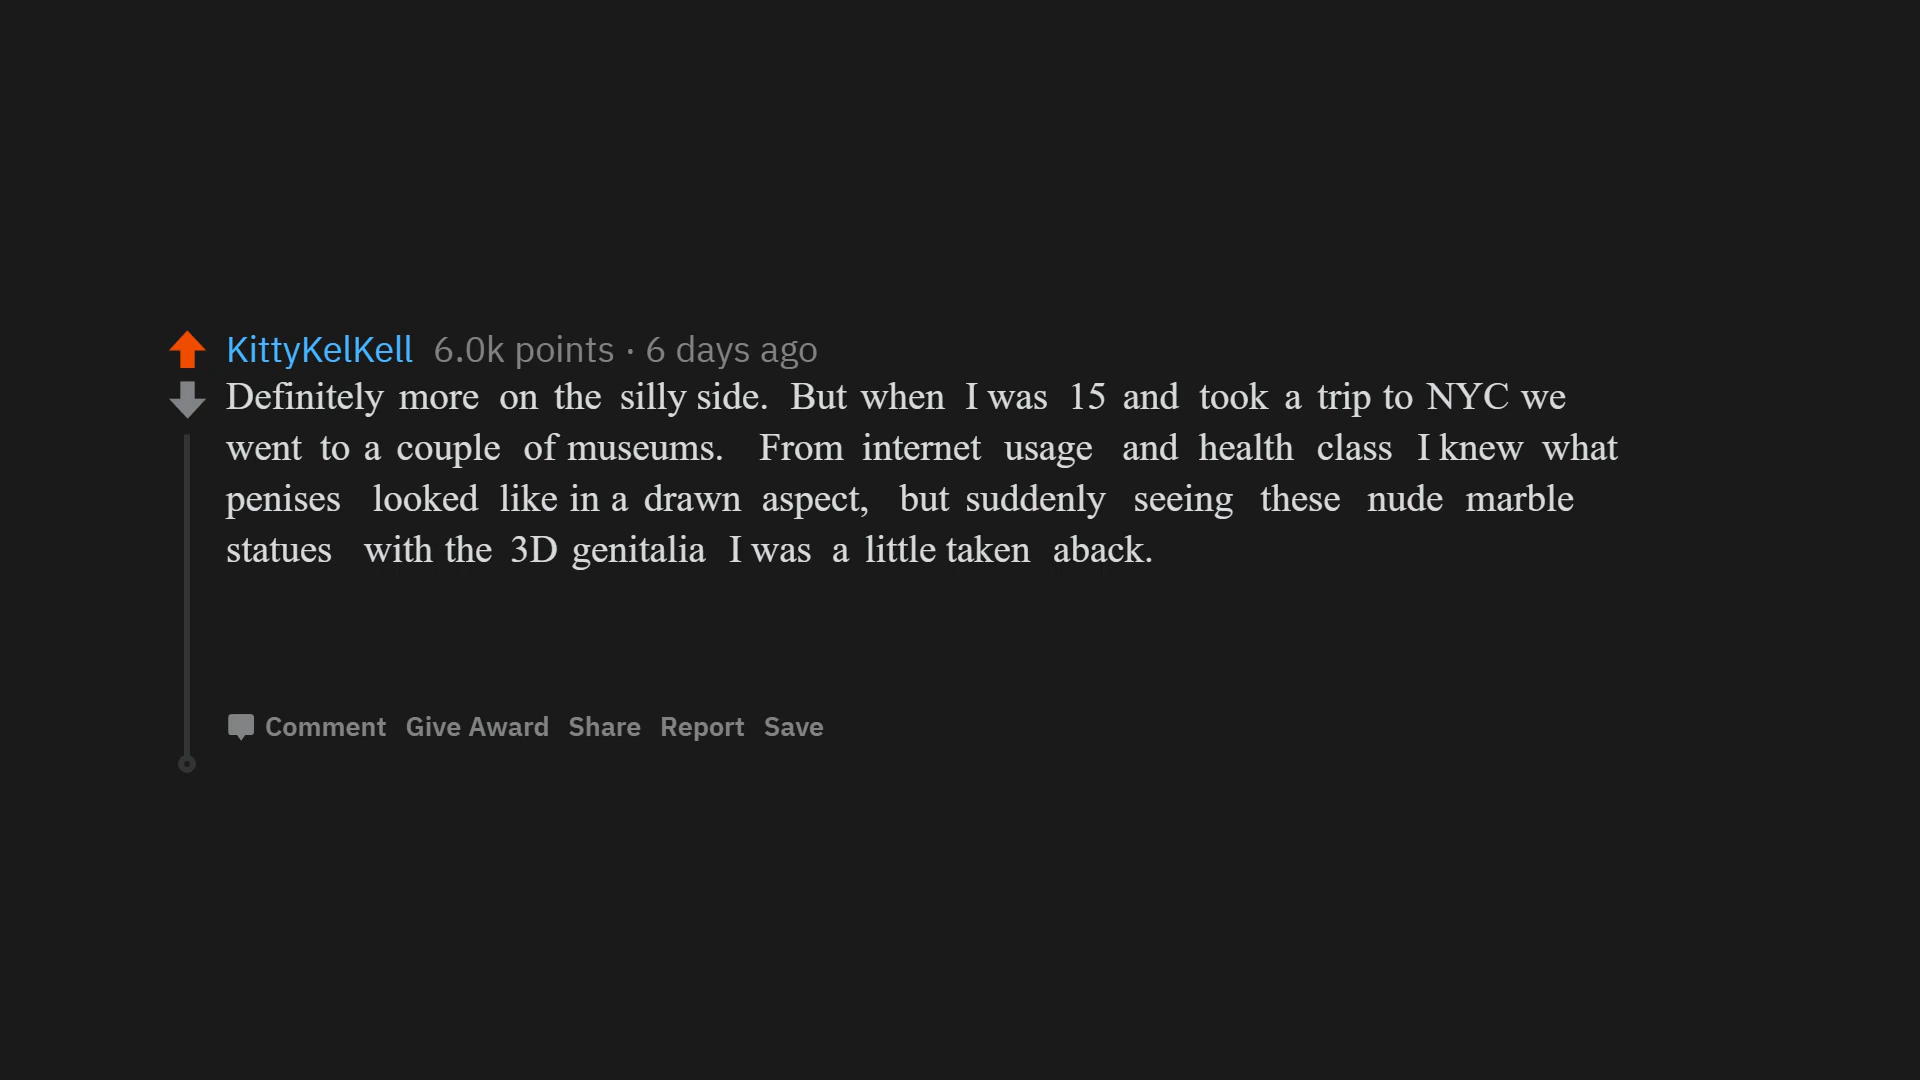 KittyKelKell 6.0k points · 6 days ago
Definitely more on the silly side. But when I was 15 and took a trip to NYC we
went to a couple of museums. From internet usage and health class I knew what
penises looked like in a drawn aspect, but suddenly seeing these nude marble
statues with the 3D genitalia I was a little taken aback.
Comment Give Award Share Report Save